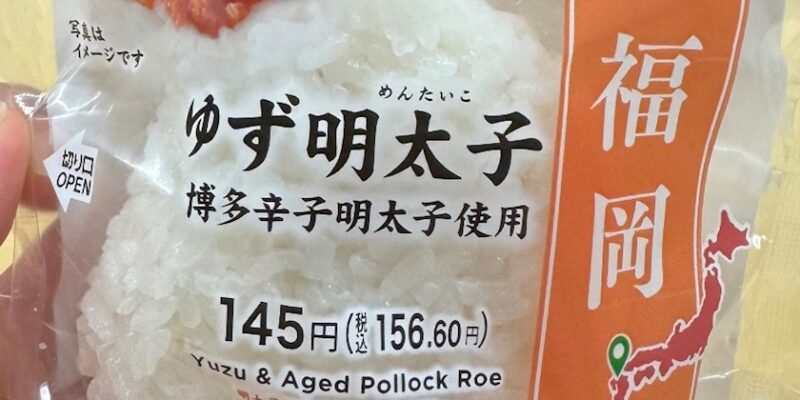 写真は
イメージです
福岡
めんたいこ
ゆず明太子
切り口
OPEN
博多辛子明太子使用
145円(税込156.60円)
Yuzu & Aged Pollock Roe